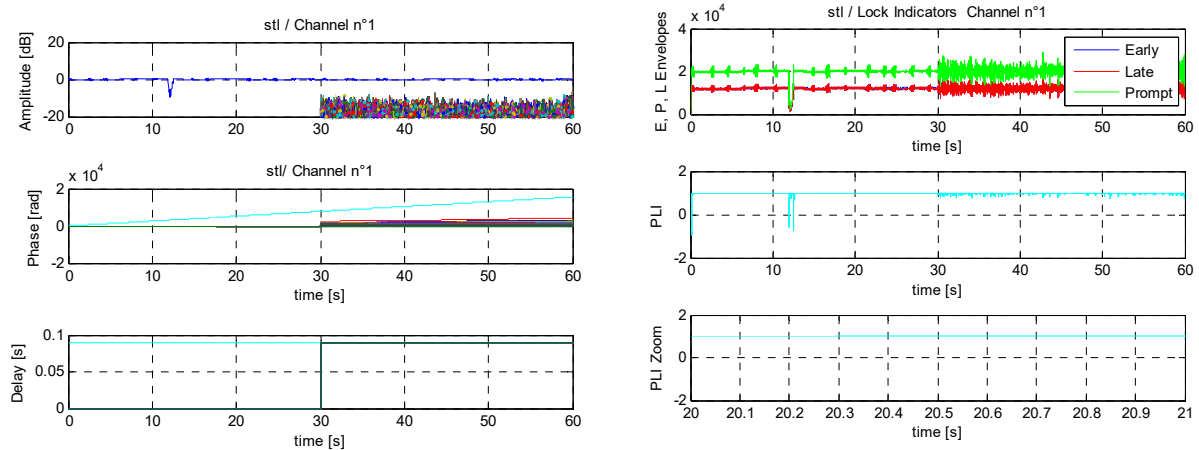 stl / Channel n°1
Amplitude [dB]
20
0
-20
0 10 20 30 40 50 60
time [s]
stl/ Channel n°1
x 10^4
Phase [rad]
2
0
-2
0 10 20 30 40 50 60
time [s]
Delay [s]
0.1
0.05
0
0 10 20 30 40 50 60
time [s]
stl / Lock Indicators Channel n°1
x 10^4
E, P, L Envelopes
4
2
0
Early
Late
Prompt
0 10 20 30 40 50 60
time [s]
PLI
2
0
-2
0 10 20 30 40 50 60
time [s]
PLI Zoom
2
0
-2
20 20.1 20.2 20.3 20.4 20.5 20.6 20.7 20.8 20.9 21
time [s]